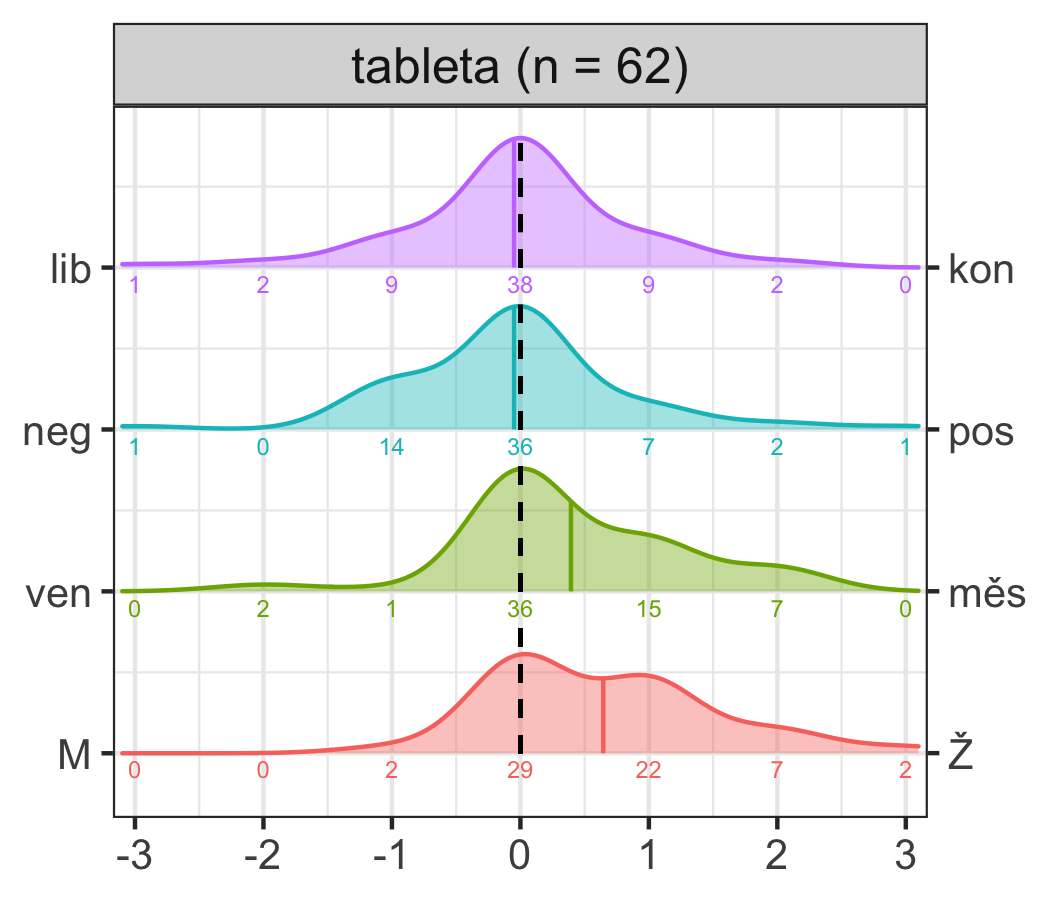 tableta (n = 62)
lib kon
1 2 9 38 9 2 0
neg pos
1 0 14 36 7 2 1
ven měs
0 2 1 36 15 7 0
M Ž
0 0 2 29 22 7 2
-3 -2 -1 0 1 2 3